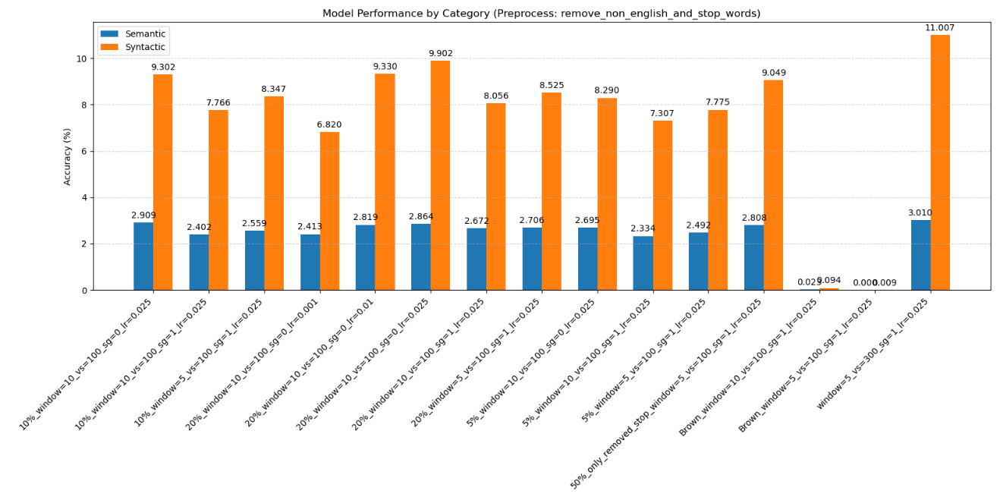 Model Performance by Category (Preprocess: remove_non_english_and_stop_words)
Semantic
Syntactic
Accuracy (%)
10
8
6
4
2
0
2.909
9.302
2.402
7.766
2.559
8.347
2.413
6.820
2.819
9.330
2.864
9.902
2.672
8.056
2.706
8.525
2.695
8.290
2.334
7.307
2.492
7.775
2.808
9.049
0.023
0.094
0.000
0.009
3.010
11.007
10%_window=10_vs=100_sg=0_lr=0.025
10%_window=10_vs=100_sg=1_lr=0.025
10%_window=5_vs=100_sg=1_lr=0.025
20%_window=10_vs=100_sg=0_lr=0.001
20%_window=10_vs=100_sg=0_lr=0.01
20%_window=10_vs=100_sg=0_lr=0.025
20%_window=10_vs=100_sg=1_lr=0.025
20%_window=5_vs=100_sg=1_lr=0.025
5%_window=10_vs=100_sg=0_lr=0.025
5%_window=10_vs=100_sg=1_lr=0.025
5%_window=5_vs=100_sg=1_lr=0.025
50%_only_removed_stop_window=5_vs=100_sg=1_lr=0.025
Brown_window=10_vs=100_sg=1_lr=0.025
Brown_window=5_vs=100_sg=1_lr=0.025
window=5_vs=300_sg=1_lr=0.025